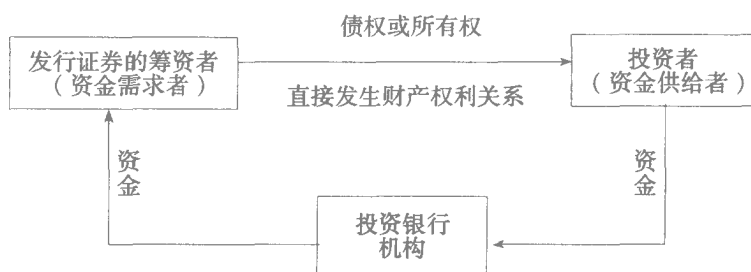 债权或所有权
发行证券的筹资者
（资金需求者）
投资者
（资金供给者）
直接发生财产权利关系
资金
资金
投资银行
机构